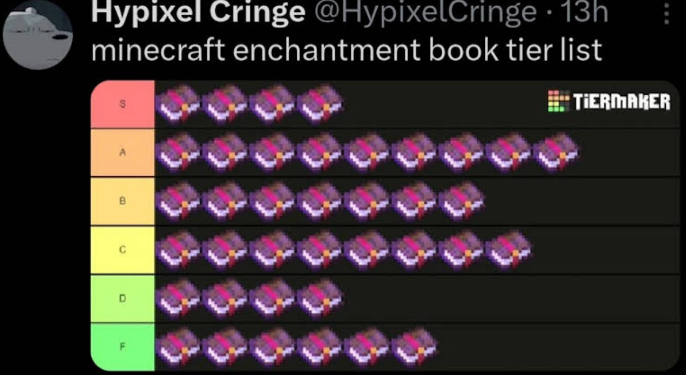 Hypixel Cringe @HypixelCringe · 13h
minecraft enchantment book tier list
TiERMAKER
S
A
B
C
D
F